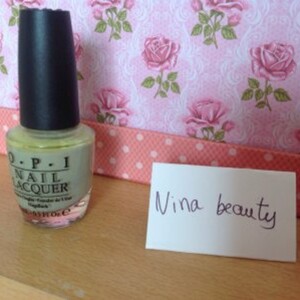 O.P.I
NAIL
LACQUER
Nina beauty